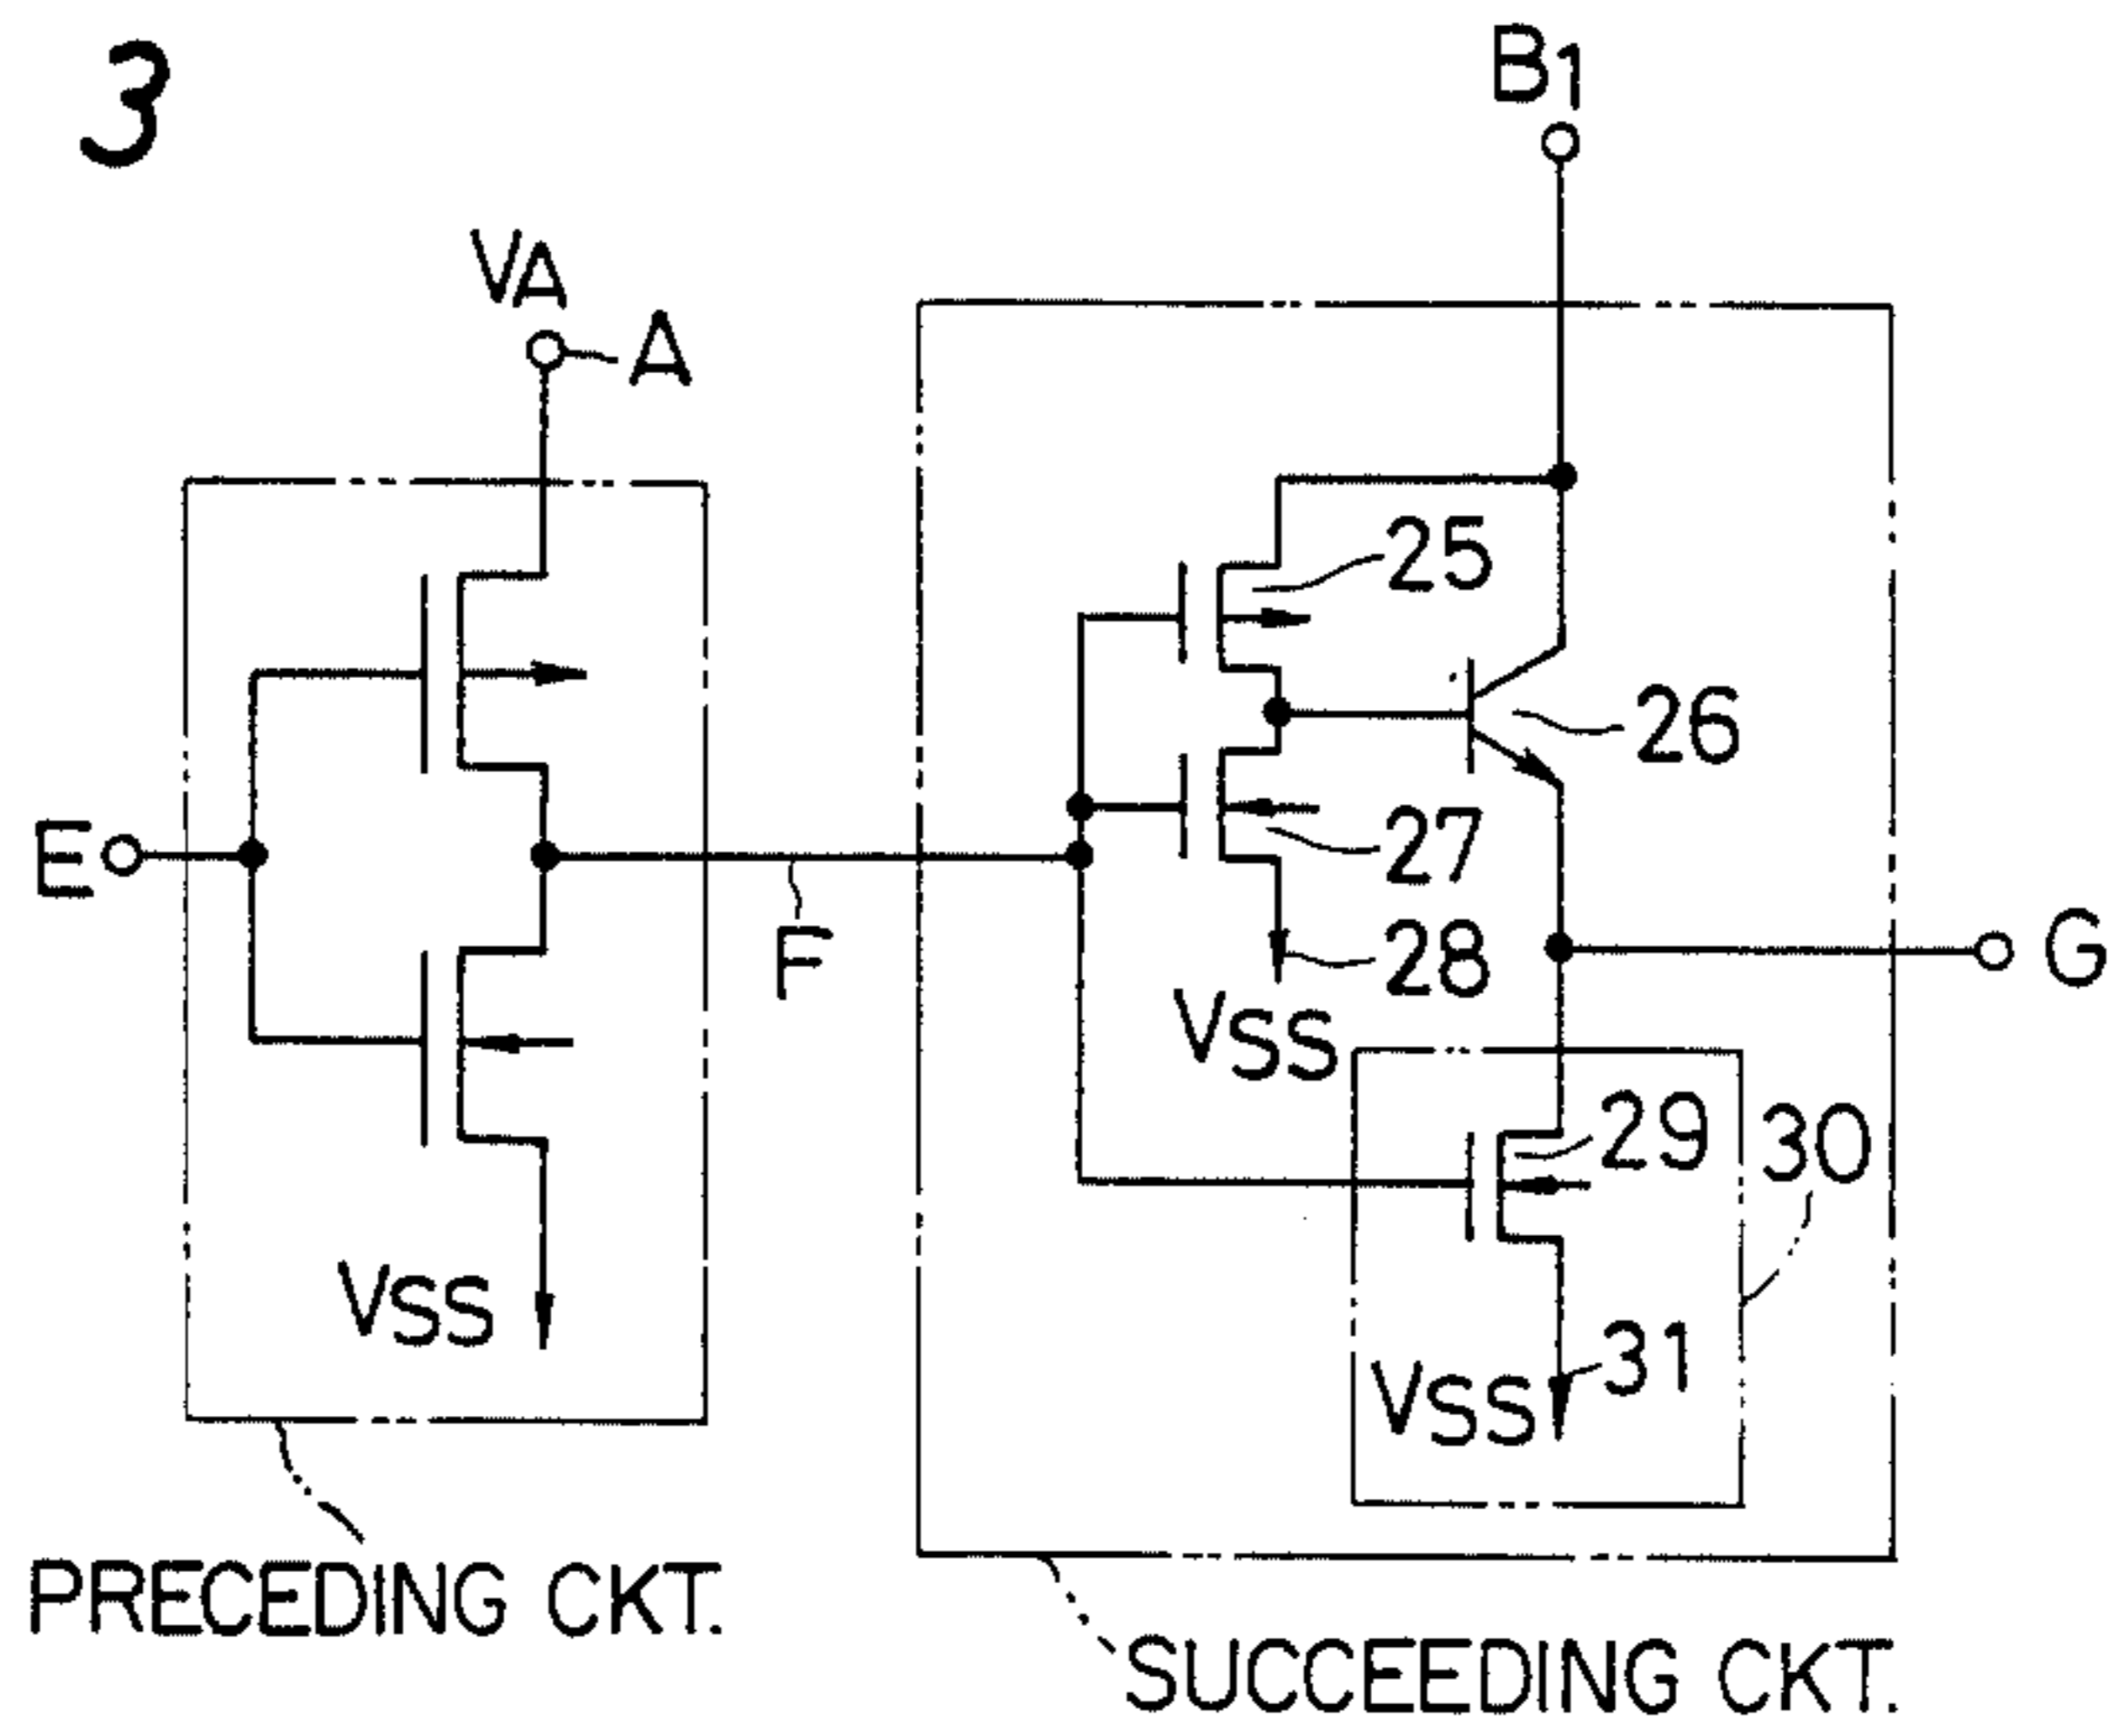 3
B1
VA
A
25
26
E
27
F
28
G
VSS
29
30
VSS
31
VSS
PRECEDING CKT.
SUCCEEDING CKT.